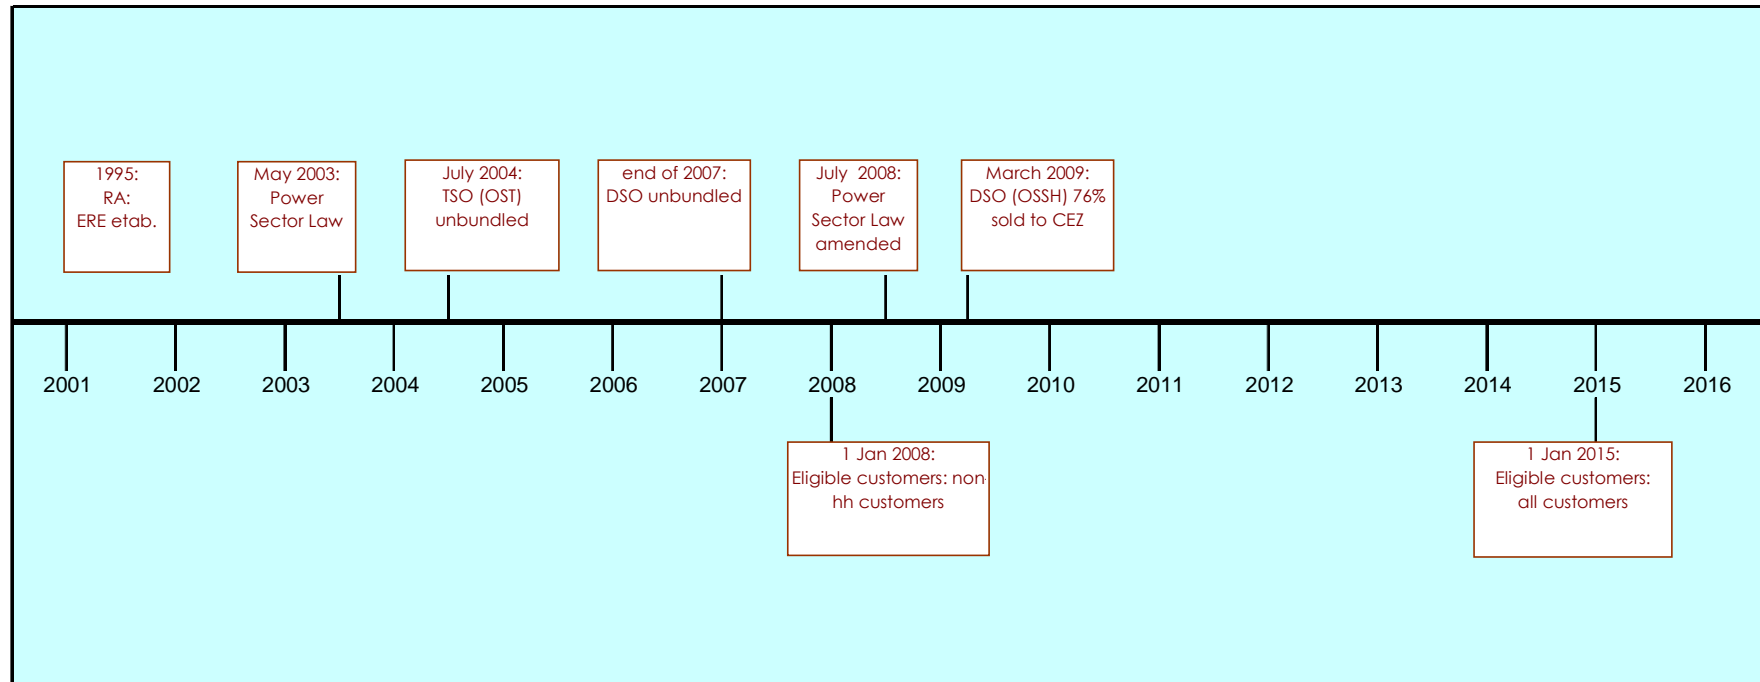 1995:
RA:
ERE etab.
May 2003:
Power
Sector Law
July 2004:
TSO (OST)
unbundled
end of 2007:
DSO unbundled
July  2008:
Power
Sector Law
amended
March 2009:
DSO (OSSH) 76%
sold to CEZ
2001 2002 2003 2004 2005 2006 2007 2008 2009 2010 2011 2012 2013 2014 2015 2016
1 Jan 2008:
Eligible customers: non-
hh customers
1 Jan 2015:
Eligible customers:
all customers